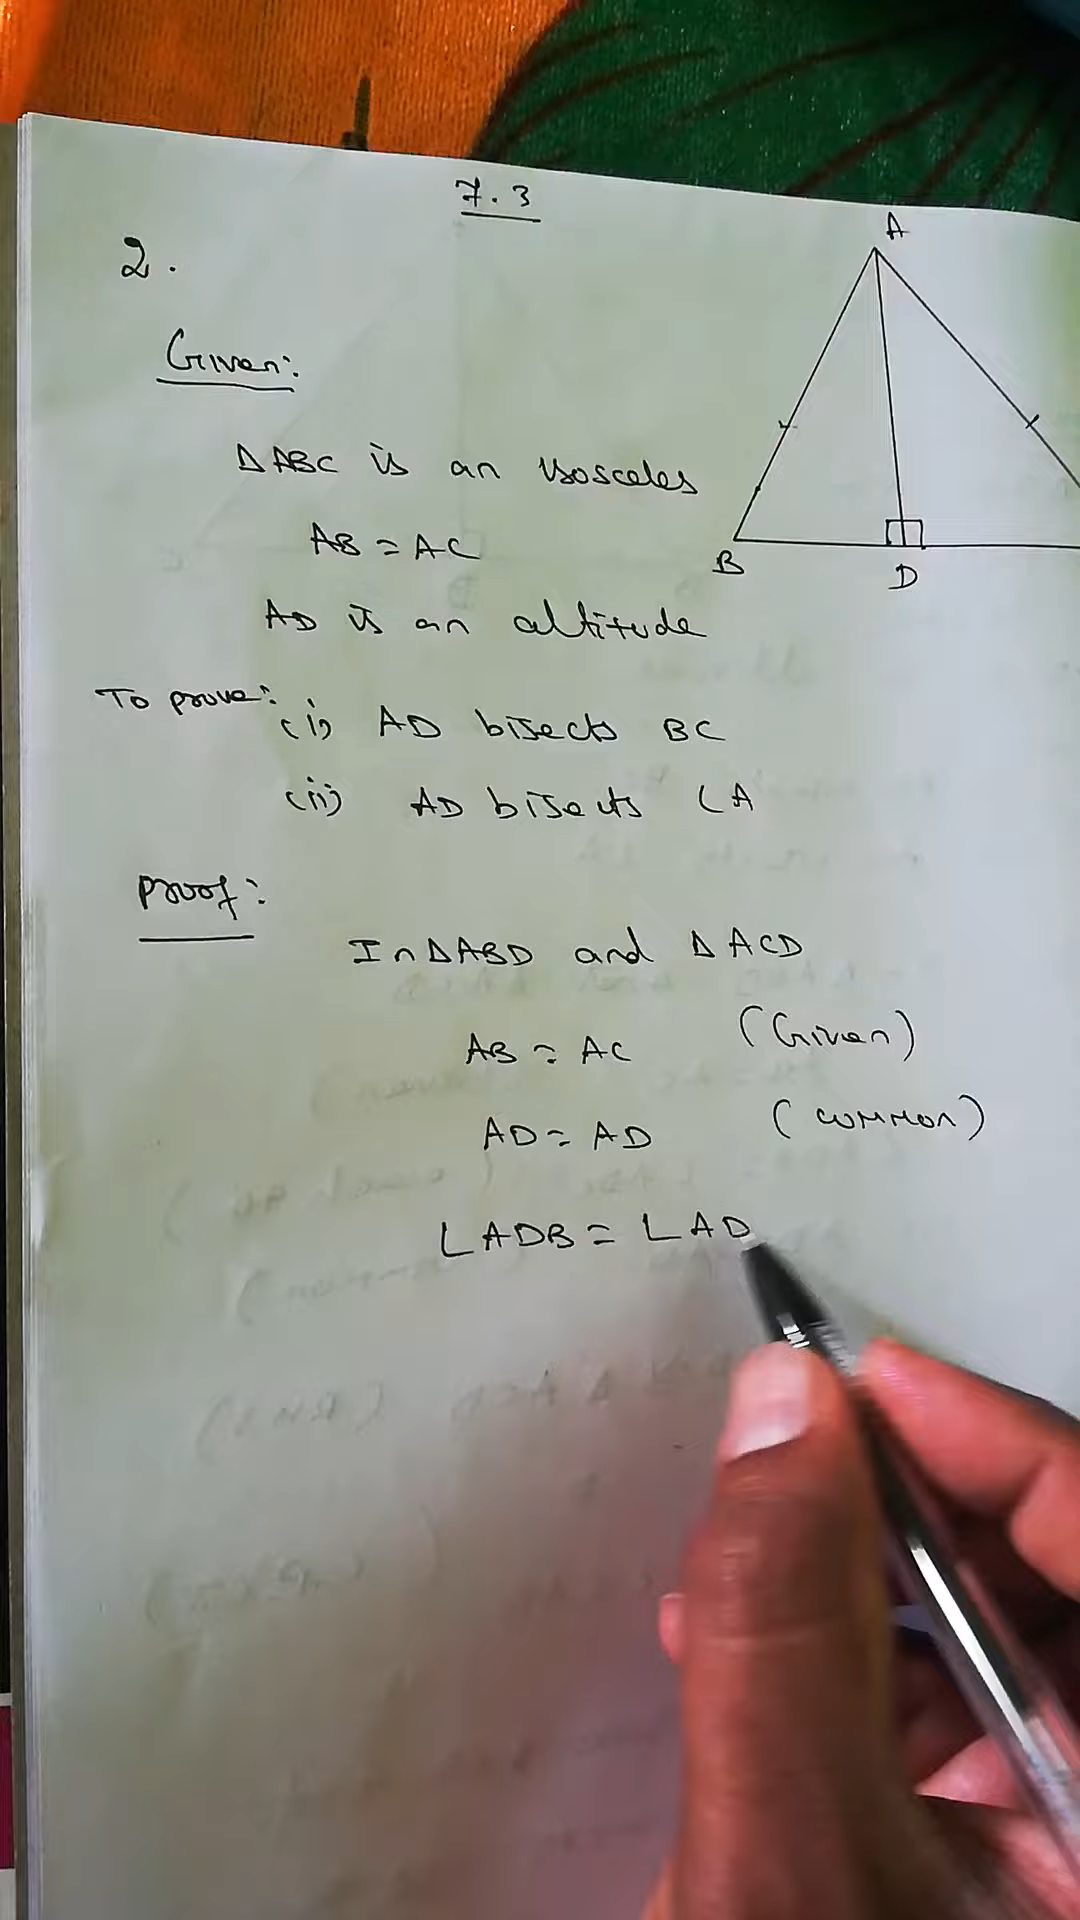 7.3
2.
A
Given:
ΔABC is an isosceles
AB = AC
B
D
AD is an altitude
To prove:
(i) AD bisects BC
(ii) AD bisects ∠A
Proof:
In ΔABD and ΔACD
AB = AC (Given)
AD = AD (common)
∠ADB = ∠AD